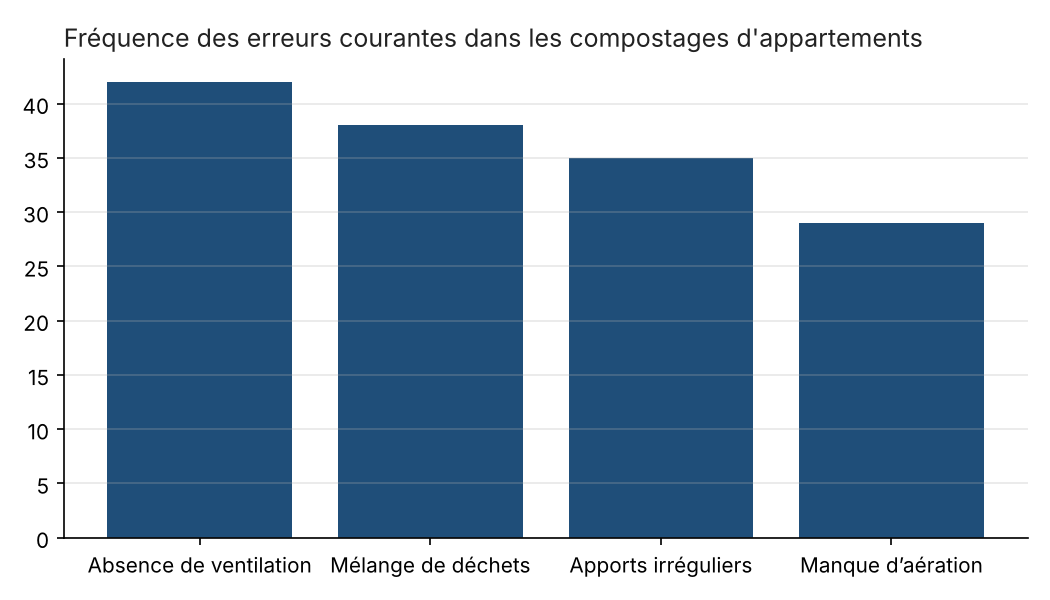 Fréquence des erreurs courantes dans les compostages d'appartements
40
35
30
25
20
15
10
5
0
Absence de ventilation
Mélange de déchets
Apports irréguliers
Manque d’aération